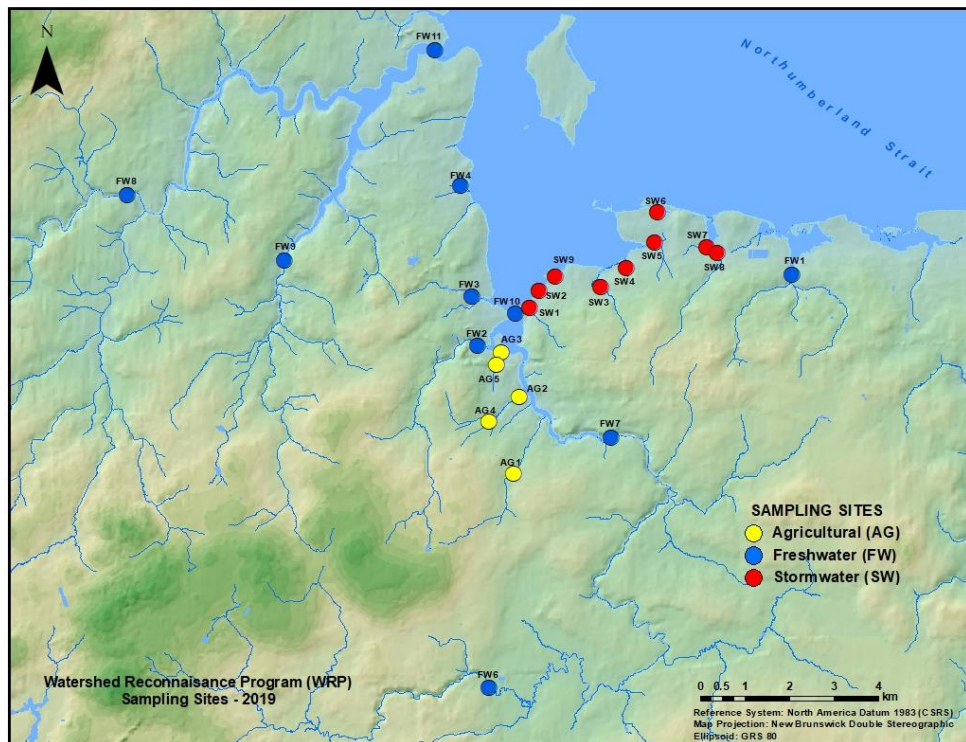 N
FW11
Northumberland Strait
FW4
FW8
SW6
SW5
SW7
SW8
FW1
FW9
SW9
SW4
SW2
SW3
FW3
FW10
SW1
FW2
AG3
AG5
AG2
AG4
FW7
AG1
SAMPLING SITES
Agricultural (AG)
Freshwater (FW)
Stormwater (SW)
FW6
Watershed Reconnaisance Program (WRP)
Sampling Sites - 2019
0 0.5 1 2 3 4
km
Reference System: North America Datum 1983 (CSRS)
Map Projection: New Brunswick Double Stereographic
Ellipsoid: GRS 80